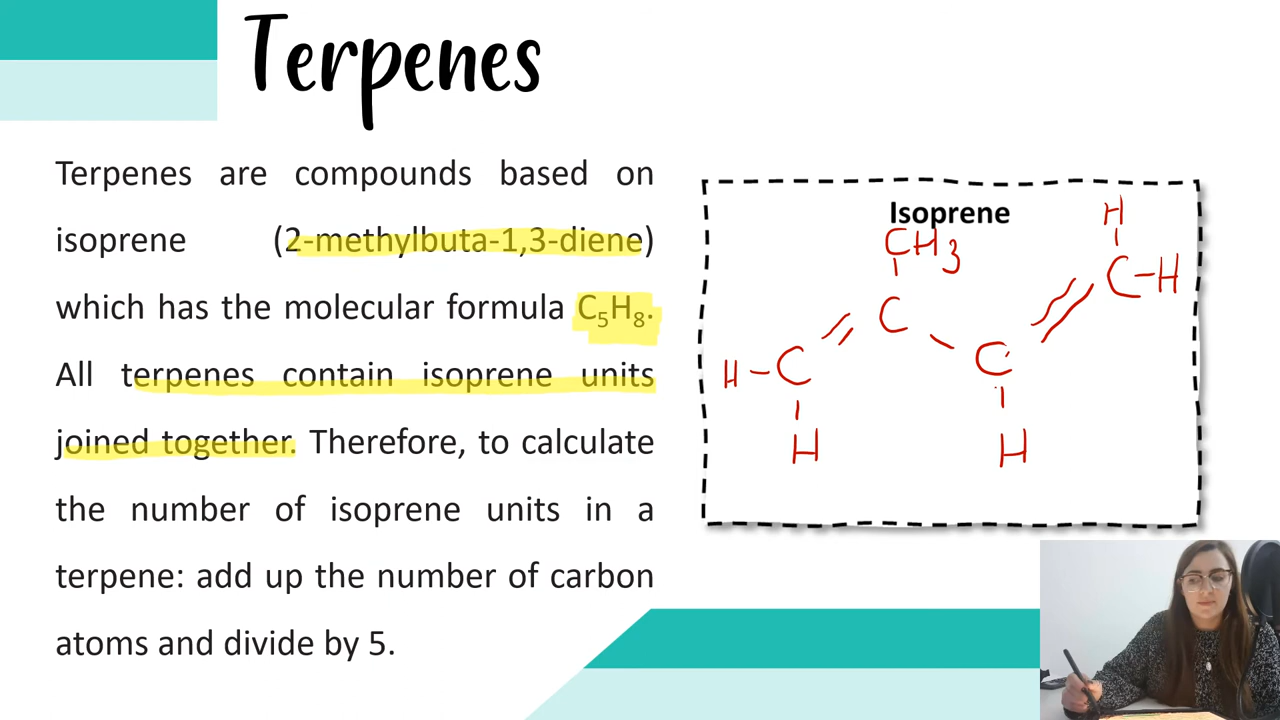 Terpenes
Terpenes are compounds based on
isoprene (2-methylbuta-1,3-diene)
which has the molecular formula C₅H₈.
All terpenes contain isoprene units
joined together. Therefore, to calculate
the number of isoprene units in a
terpene: add up the number of carbon
atoms and divide by 5.
Isoprene
H
CH3
C-H
C
C
H-C
H
H